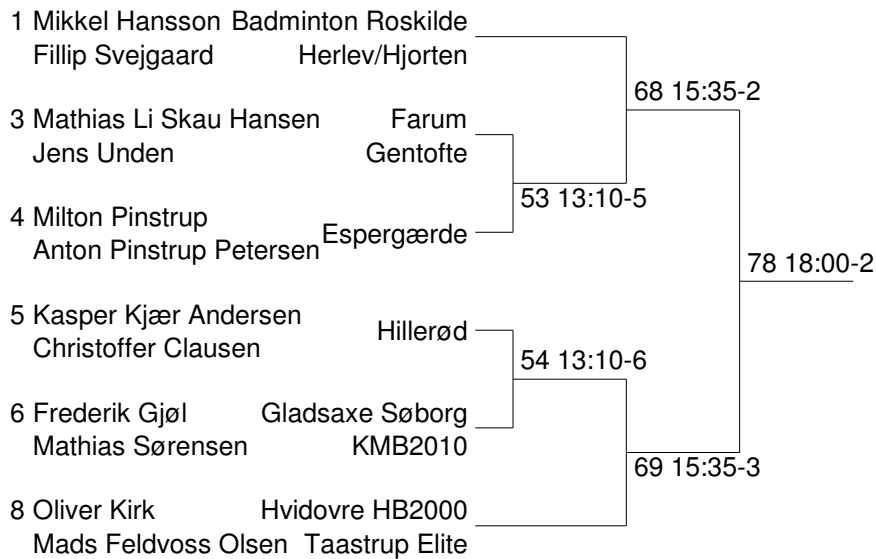 1 Mikkel Hansson Badminton Roskilde
Fillip Svejgaard Herlev/Hjorten
68 15:35-2
3 Mathias Li Skau Hansen Farum
Jens Unden Gentofte
53 13:10-5
4 Milton Pinstrup
Anton Pinstrup Petersen Espergærde
78 18:00-2
5 Kasper Kjær Andersen
Christoffer Clausen Hillerød
54 13:10-6
6 Frederik Gjøl Gladsaxe Søborg
Mathias Sørensen KMB2010
69 15:35-3
8 Oliver Kirk Hvidovre HB2000
Mads Feldvoss Olsen Taastrup Elite